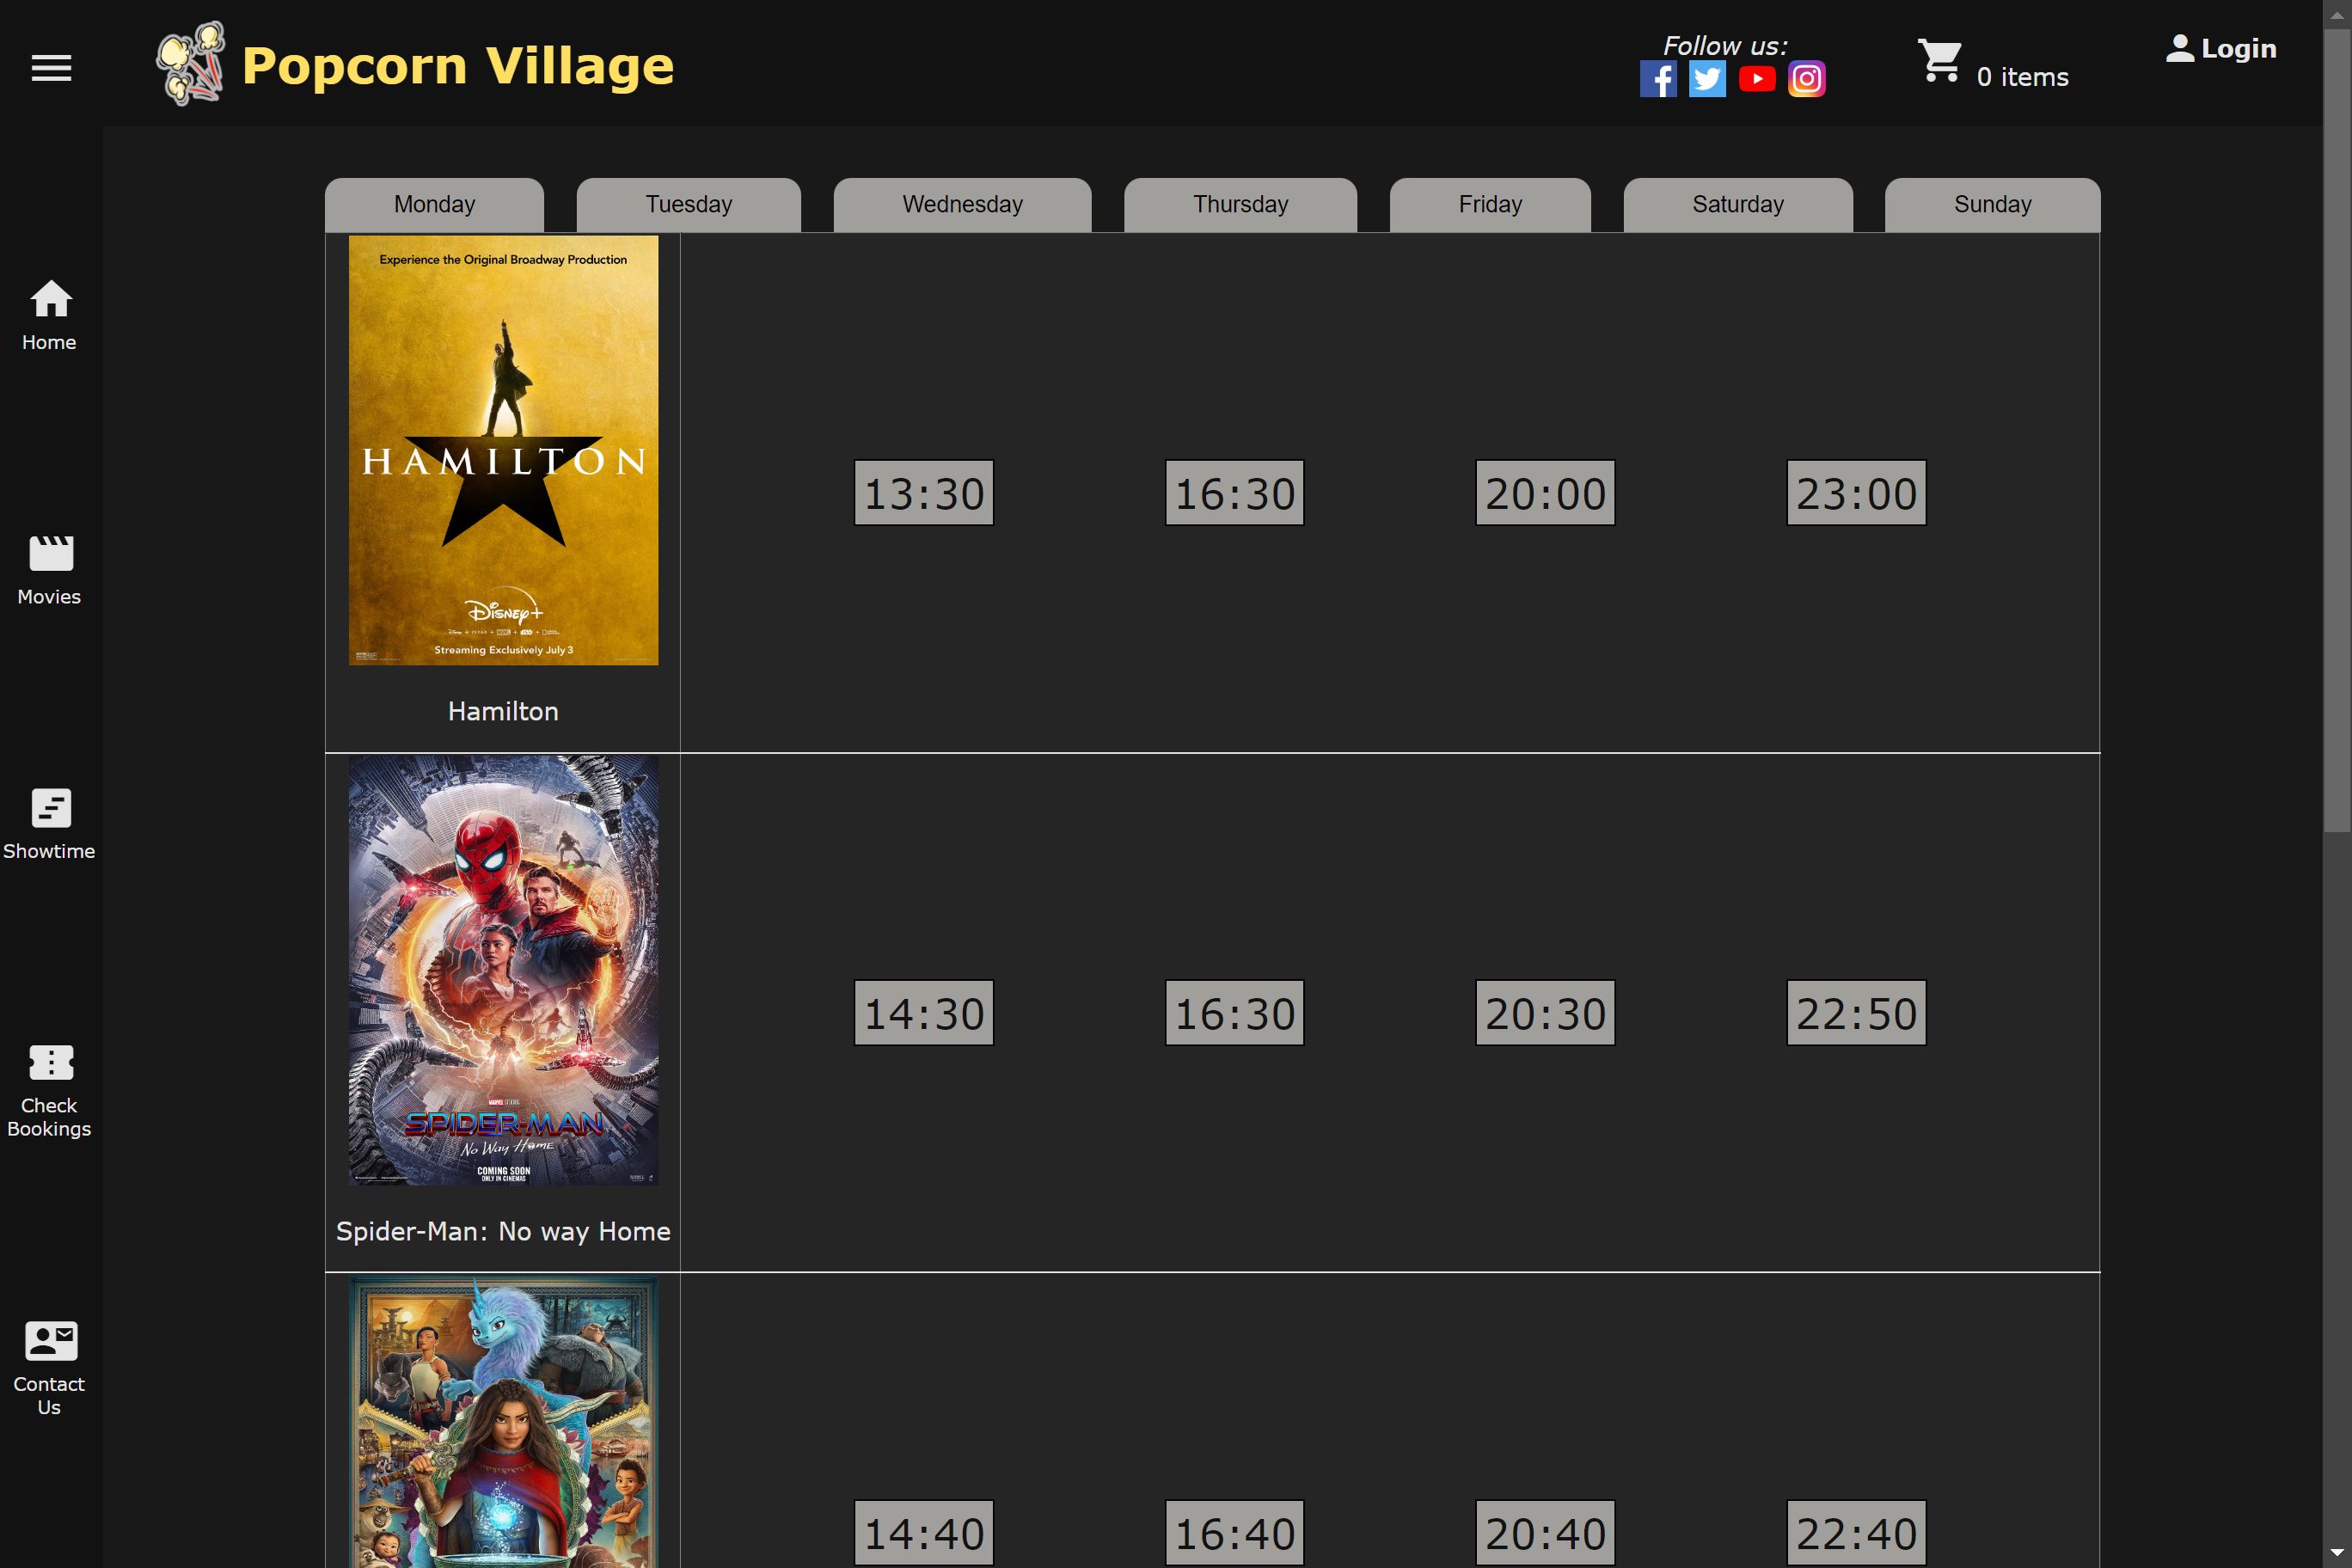 Popcorn Village
Follow us:
0 items
Login
Home
Movies
Showtime
Check
Bookings
Contact
Us
Monday
Tuesday
Wednesday
Thursday
Friday
Saturday
Sunday
Experience the Original Broadway Production
HAMILTON
Disney+
Streaming Exclusively July 3
Hamilton
13:30
16:30
20:00
23:00
MARVEL STUDIOS
SPIDER-MAN
No Way Home
COMING SOON
ONLY IN CINEMAS
Spider-Man: No way Home
14:30
16:30
20:30
22:50
14:40
16:40
20:40
22:40